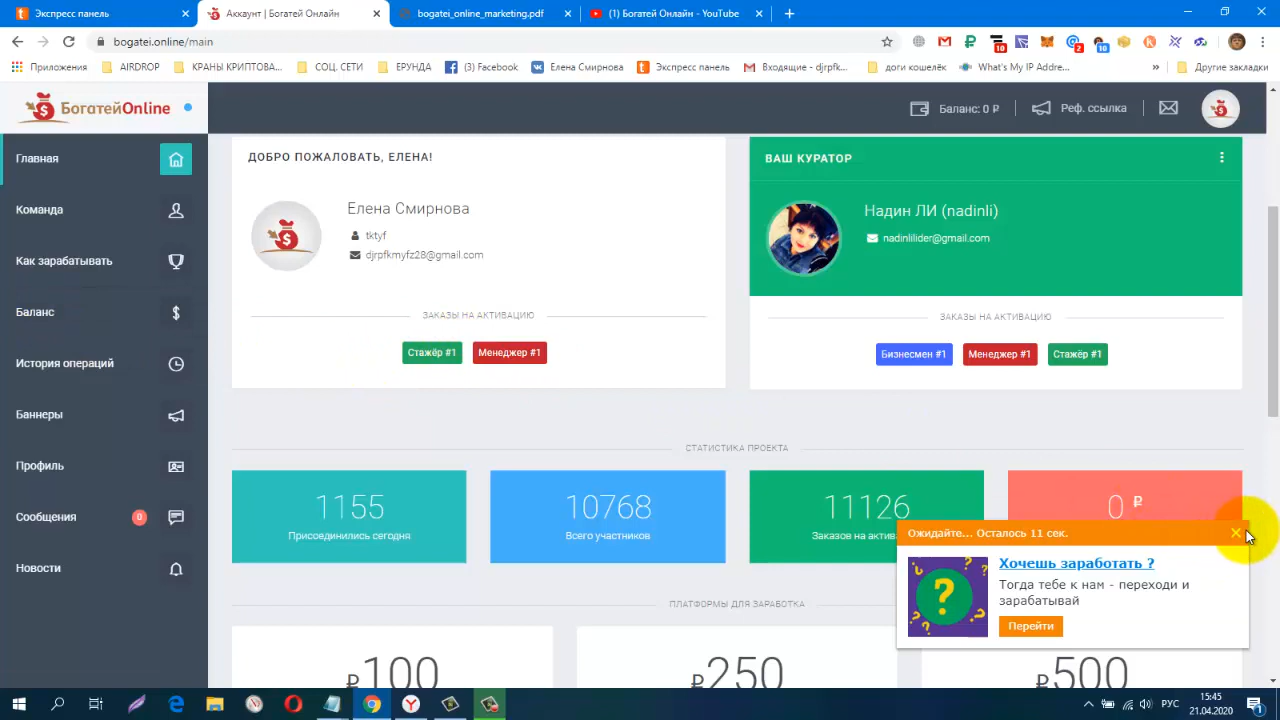 Экспресс панель
Аккаунт | Богатей Онлайн
bogatei_online_marketing.pdf
(1) Богатей Онлайн - YouTube
bogatei.online/main
10
2
10
Приложения
AIRDROP
КРАНЫ КРИПТОВА...
СОЦ. СЕТИ
ЕРУНДА
(3) Facebook
Елена Смирнова
Экспресс панель
Входящие - djrpfk...
доги кошелёк
What's My IP Addre...
»
Другие закладки
БогатейOnline
Баланс: 0 ₽
Реф. ссылка
Главная
Команда
Как зарабатывать
Баланс
История операций
Баннеры
Профиль
Сообщения
0
Новости
ДОБРО ПОЖАЛОВАТЬ, ЕЛЕНА!
Елена Смирнова
tktyf
djrpfkmyfz28@gmail.com
ЗАКАЗЫ НА АКТИВАЦИЮ
Стажёр #1 Менеджер #1
ВАШ КУРАТОР
Надин ЛИ (nadinli)
nadinlilider@gmail.com
ЗАКАЗЫ НА АКТИВАЦИЮ
Бизнесмен #1 Менеджер #1 Стажёр #1
СТАТИСТИКА ПРОЕКТА
1155
Присоединились сегодня
10768
Всего участников
11126
Заказов на актив
0 ₽
Ожидайте... Осталось 11 сек.
Хочешь заработать ?
Тогда тебе к нам - переходи и
зарабатывай
Перейти
ПЛАТФОРМЫ ДЛЯ ЗАРАБОТКА
₽100
₽250
₽500
РУС
15:45
21.04.2020
1